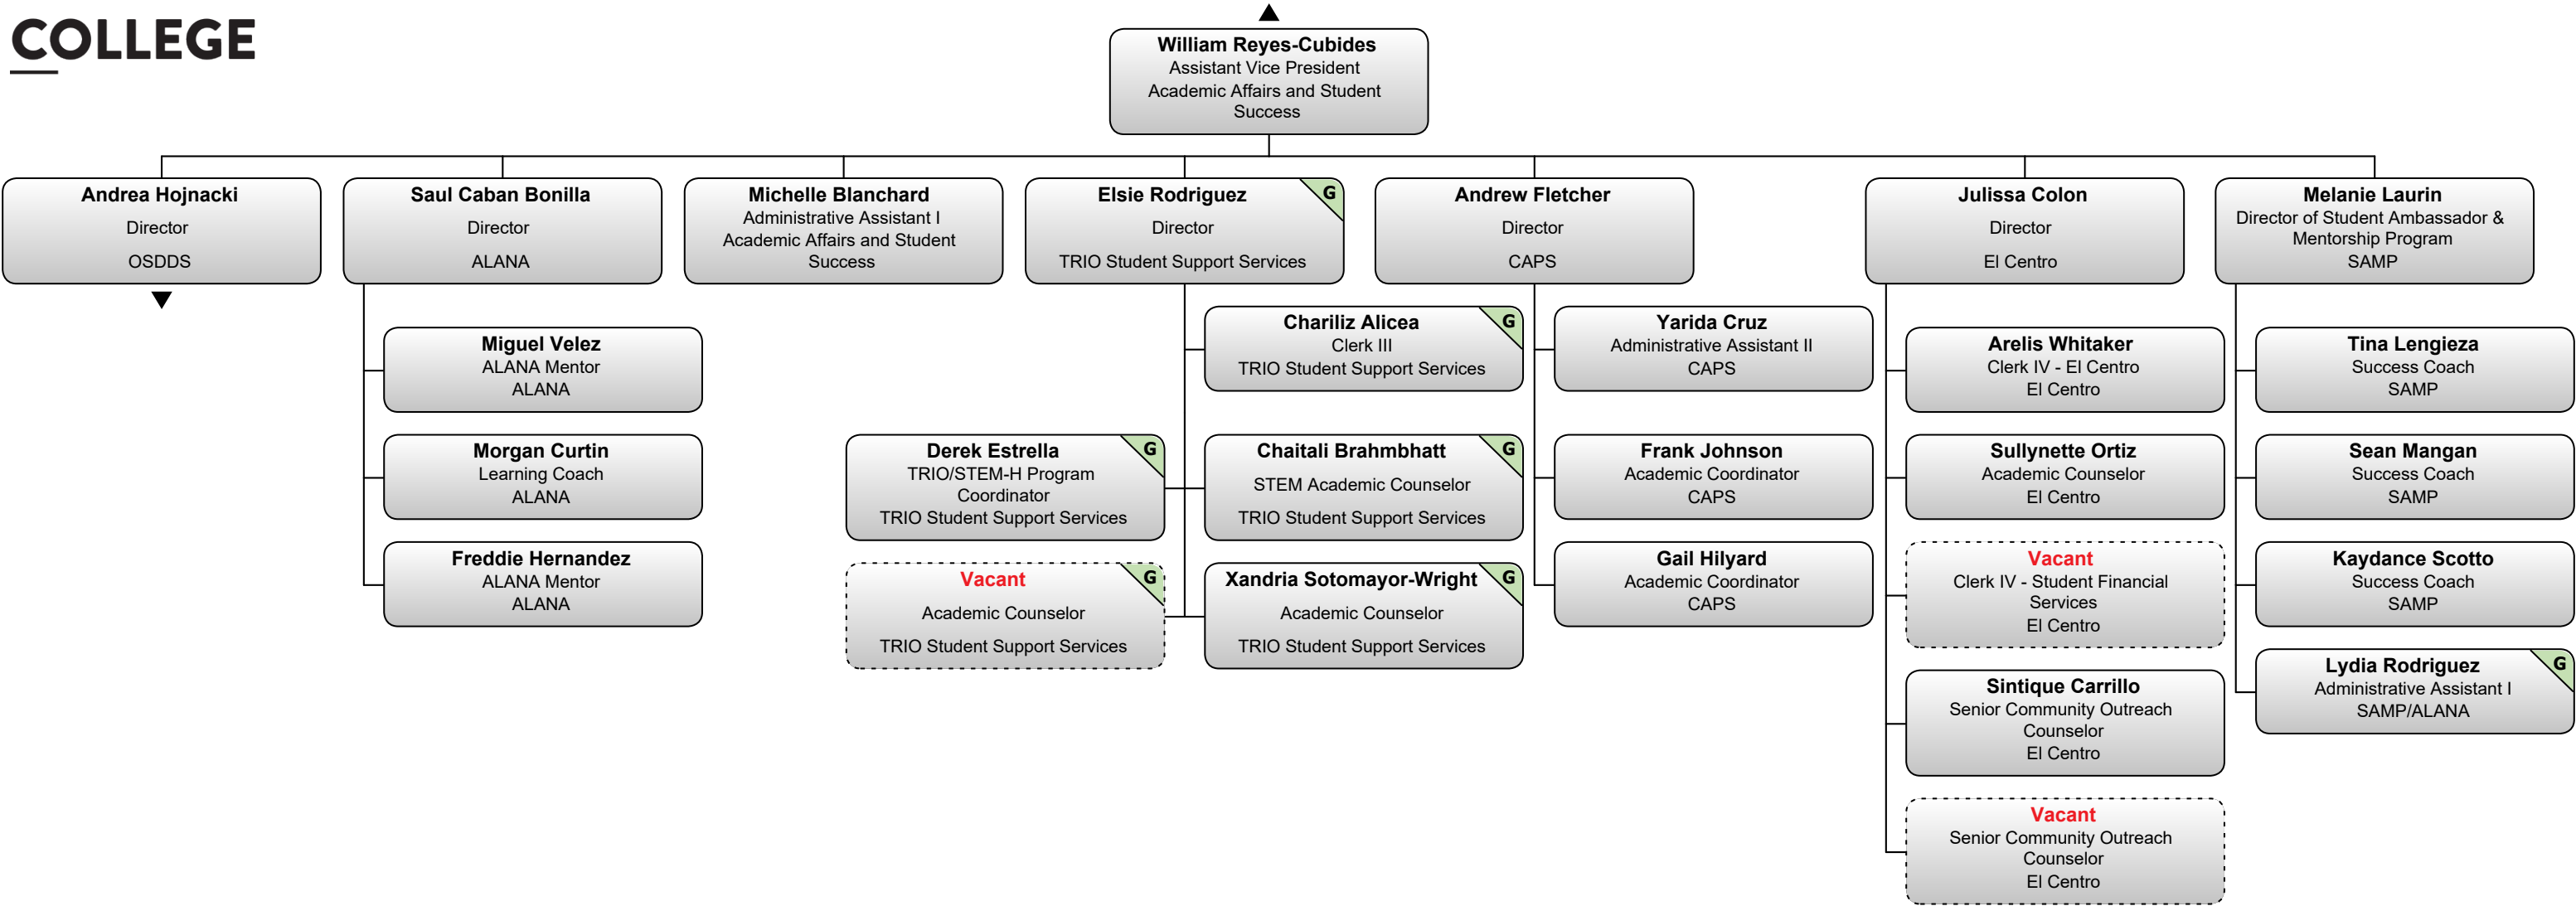 COLLEGE
William Reyes-Cubides
Assistant Vice President
Academic Affairs and Student
Success
Andrea Hojnacki
Director
OSDDS
Saul Caban Bonilla
Director
ALANA
Michelle Blanchard
Administrative Assistant I
Academic Affairs and Student
Success
Elsie Rodriguez
G
Director
TRIO Student Support Services
Andrew Fletcher
Director
CAPS
Julissa Colon
Director
El Centro
Melanie Laurin
Director of Student Ambassador &
Mentorship Program
SAMP
Miguel Velez
ALANA Mentor
ALANA
Morgan Curtin
Learning Coach
ALANA
Freddie Hernandez
ALANA Mentor
ALANA
Chariliz Alicea
G
Clerk III
TRIO Student Support Services
Derek Estrella
G
TRIO/STEM-H Program
Coordinator
TRIO Student Support Services
Chaitali Brahmbhatt
G
STEM Academic Counselor
TRIO Student Support Services
Vacant
G
Academic Counselor
TRIO Student Support Services
Xandria Sotomayor-Wright
G
Academic Counselor
TRIO Student Support Services
Yarida Cruz
Administrative Assistant II
CAPS
Frank Johnson
Academic Coordinator
CAPS
Gail Hilyard
Academic Coordinator
CAPS
Arelis Whitaker
Clerk IV - El Centro
El Centro
Sullynette Ortiz
Academic Counselor
El Centro
Vacant
Clerk IV - Student Financial
Services
El Centro
Sintique Carrillo
Senior Community Outreach
Counselor
El Centro
Vacant
Senior Community Outreach
Counselor
El Centro
Tina Lengieza
Success Coach
SAMP
Sean Mangan
Success Coach
SAMP
Kaydance Scotto
Success Coach
SAMP
Lydia Rodriguez
G
Administrative Assistant I
SAMP/ALANA